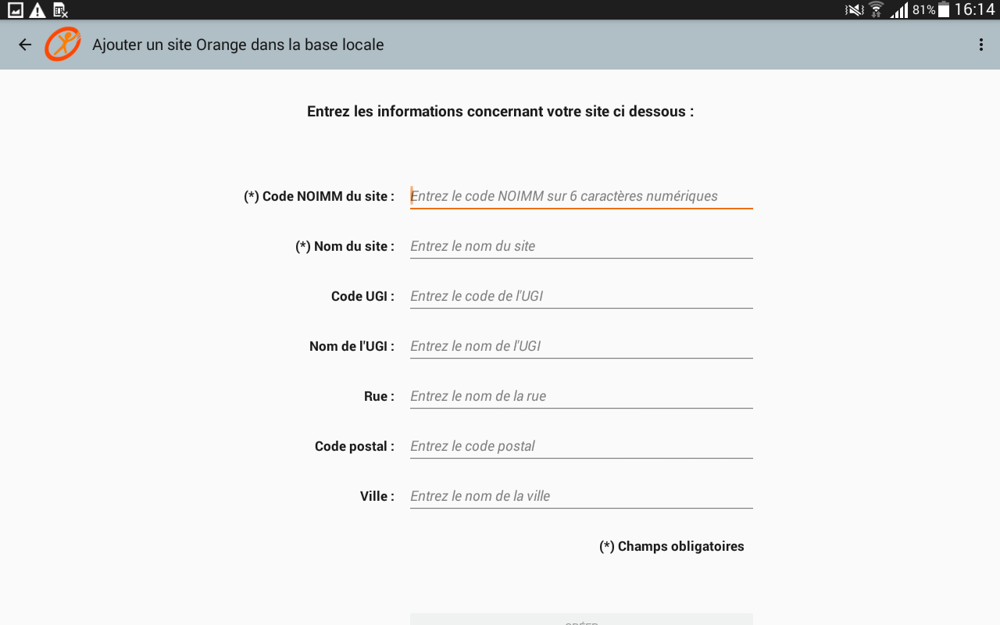 81% 16:14
Ajouter un site Orange dans la base locale
Entrez les informations concernant votre site ci dessous :
(*) Code NOIMM du site : Entrez le code NOIMM sur 6 caractères numériques
(*) Nom du site : Entrez le nom du site
Code UGI : Entrez le code de l'UGI
Nom de l'UGI : Entrez le nom de l'UGI
Rue : Entrez le nom de la rue
Code postal : Entrez le code postal
Ville : Entrez le nom de la ville
(*) Champs obligatoires
CRÉER